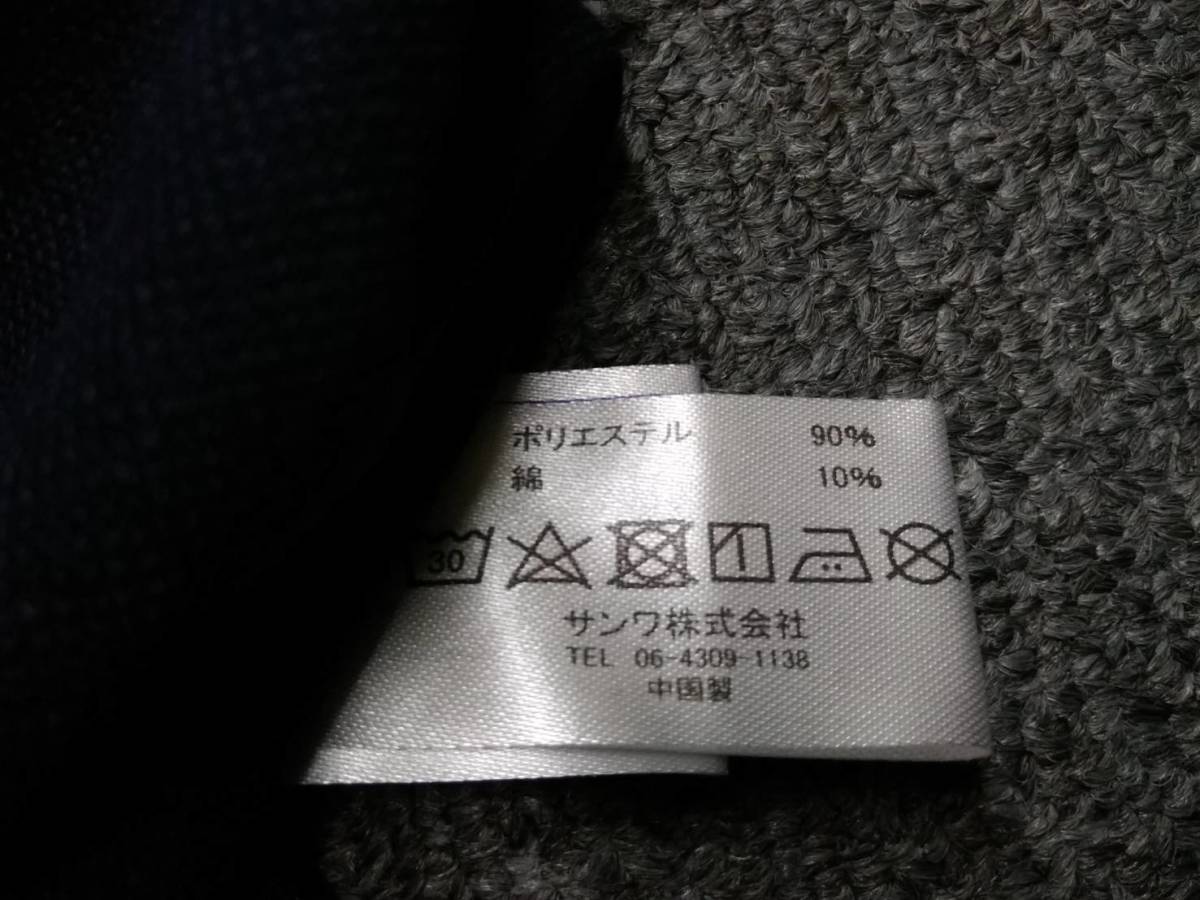 ポリエステル 90%
綿 10%
30
サンワ株式会社
TEL 06-4309-1138
中国製